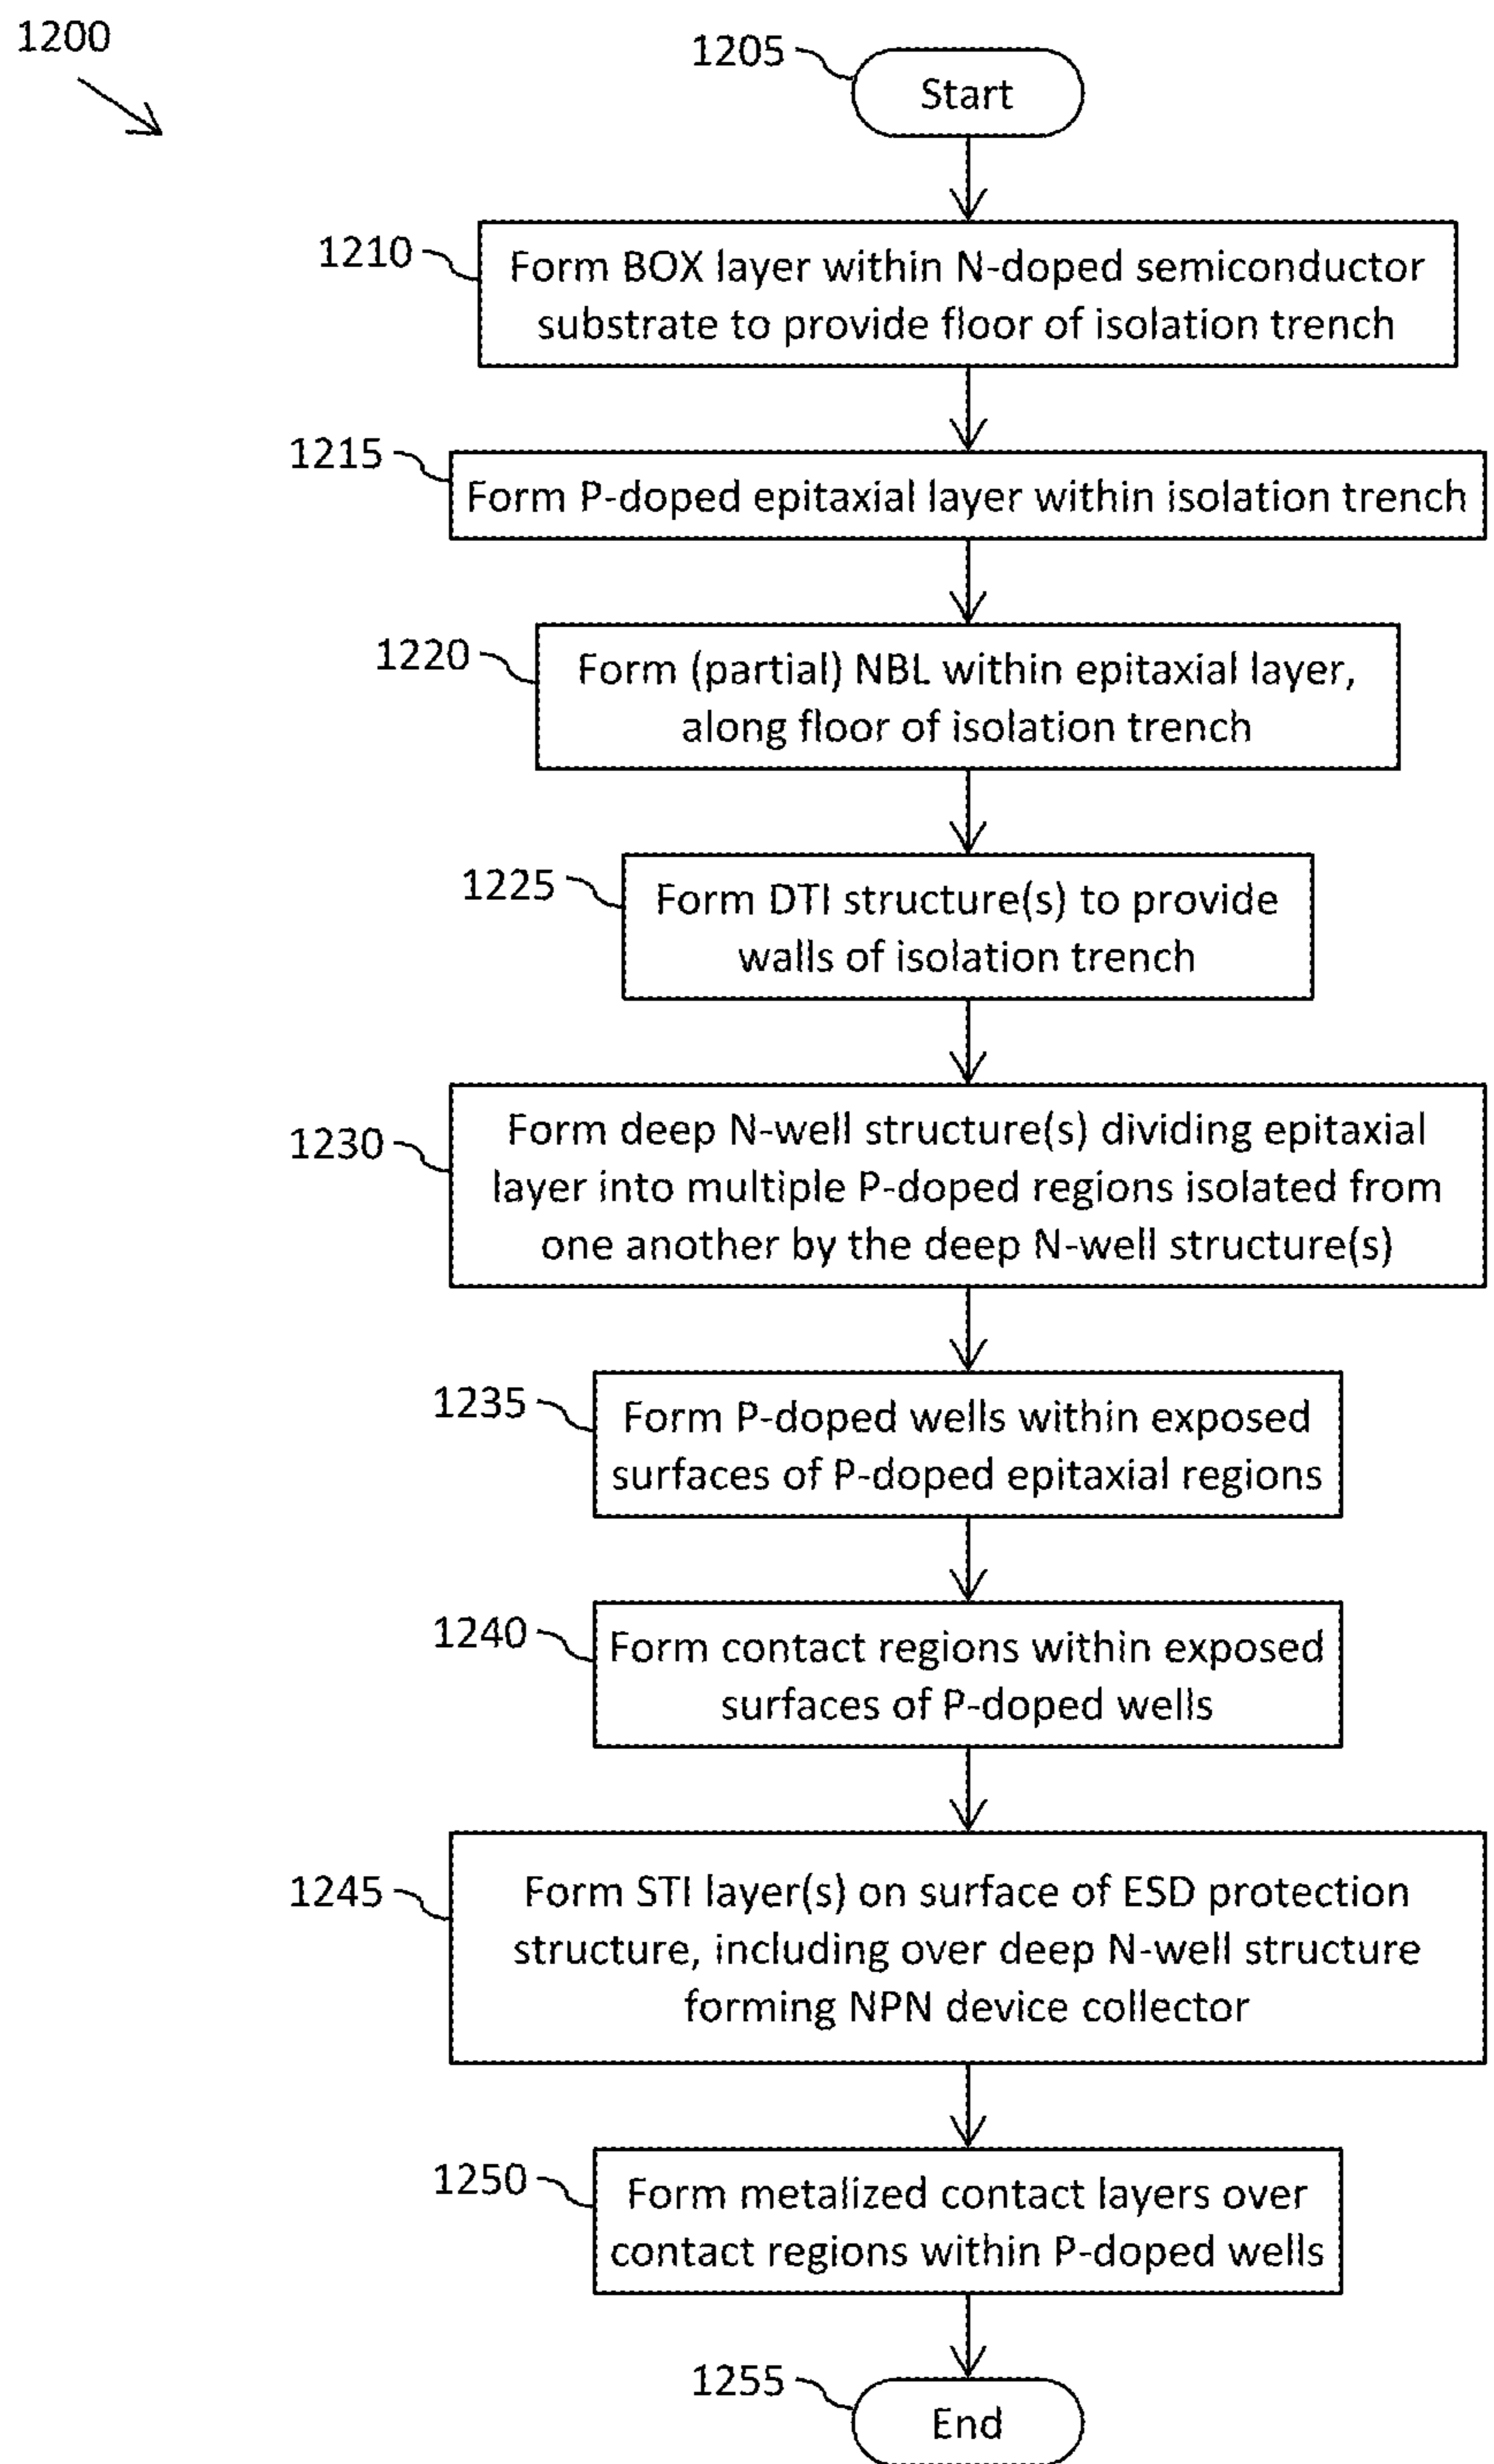 1200
1205
Start
1210
Form BOX layer within N-doped semiconductor
substrate to provide floor of isolation trench
1215
Form P-doped epitaxial layer within isolation trench
1220
Form (partial) NBL within epitaxial layer,
along floor of isolation trench
1225
Form DTI structure(s) to provide
walls of isolation trench
1230
Form deep N-well structure(s) dividing epitaxial
layer into multiple P-doped regions isolated from
one another by the deep N-well structure(s)
1235
Form P-doped wells within exposed
surfaces of P-doped epitaxial regions
1240
Form contact regions within exposed
surfaces of P-doped wells
1245
Form STI layer(s) on surface of ESD protection
structure, including over deep N-well structure
forming NPN device collector
1250
Form metalized contact layers over
contact regions within P-doped wells
1255
End